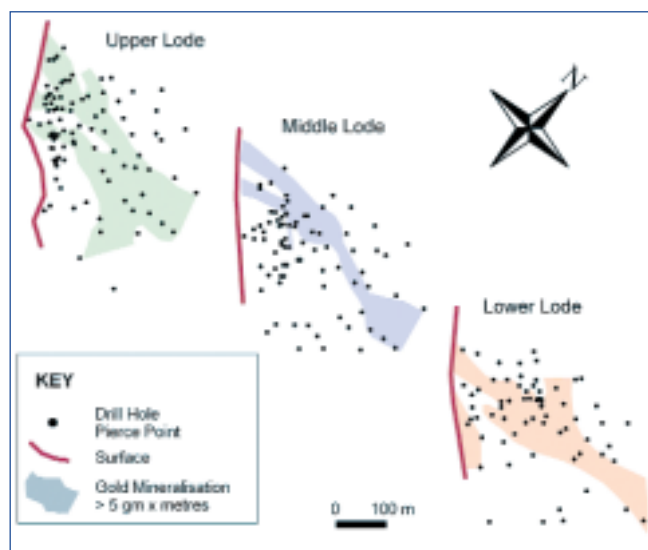 Upper Lode
N
Middle Lode
Lower Lode
KEY
Drill Hole
Pierce Point
Surface
Gold Mineralisation
> 5 gm x metres
0 100 m